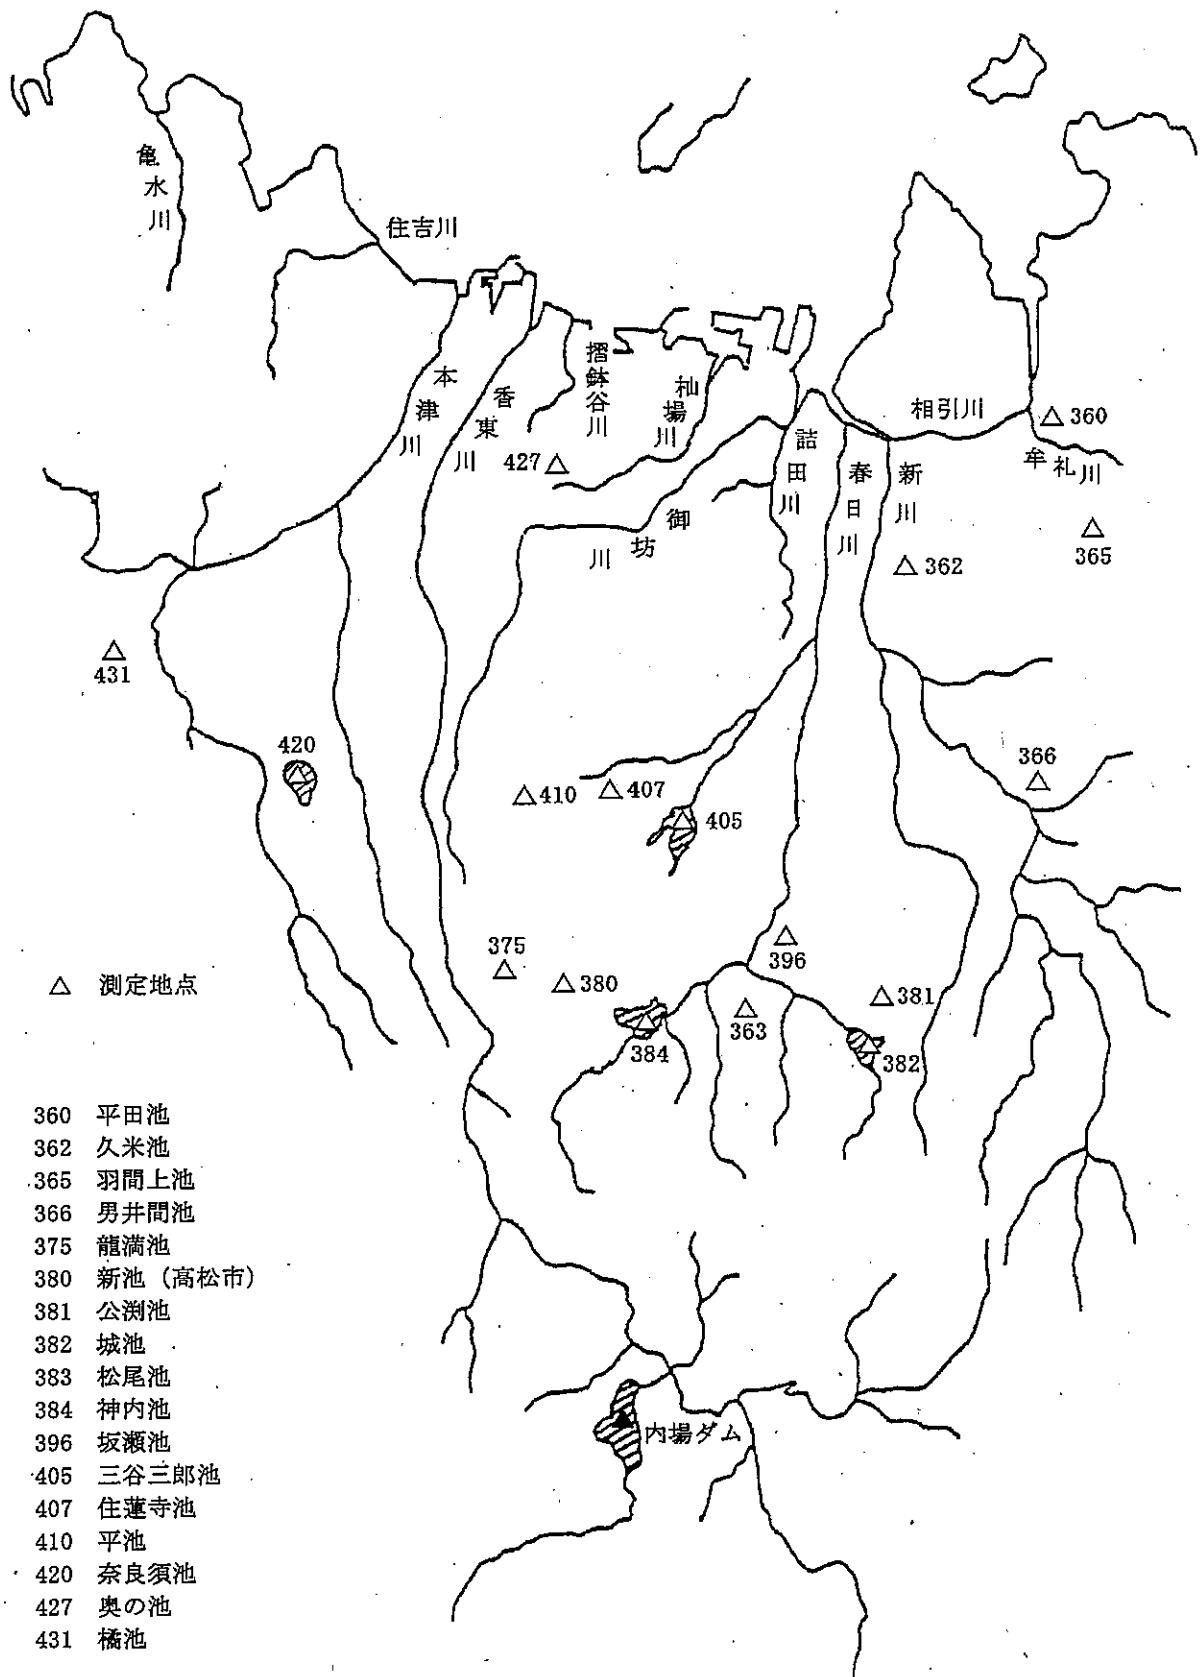 亀水川
住吉川
本津川
香東川
摺鉢谷川
杣場川
御坊川
詰田川
春日川
新川
相引川
牟礼川
360
427
362
365
431
420
366
410
407
405
375
380
396
381
363
384
382
内場ダム
△ 測定地点
360 平田池
362 久米池
365 羽間上池
366 男井間池
375 龍満池
380 新池（高松市）
381 公渕池
382 城池
383 松尾池
384 神内池
396 坂瀬池
405 三谷三郎池
407 住蓮寺池
410 平池
420 奈良須池
427 奥の池
431 橘池